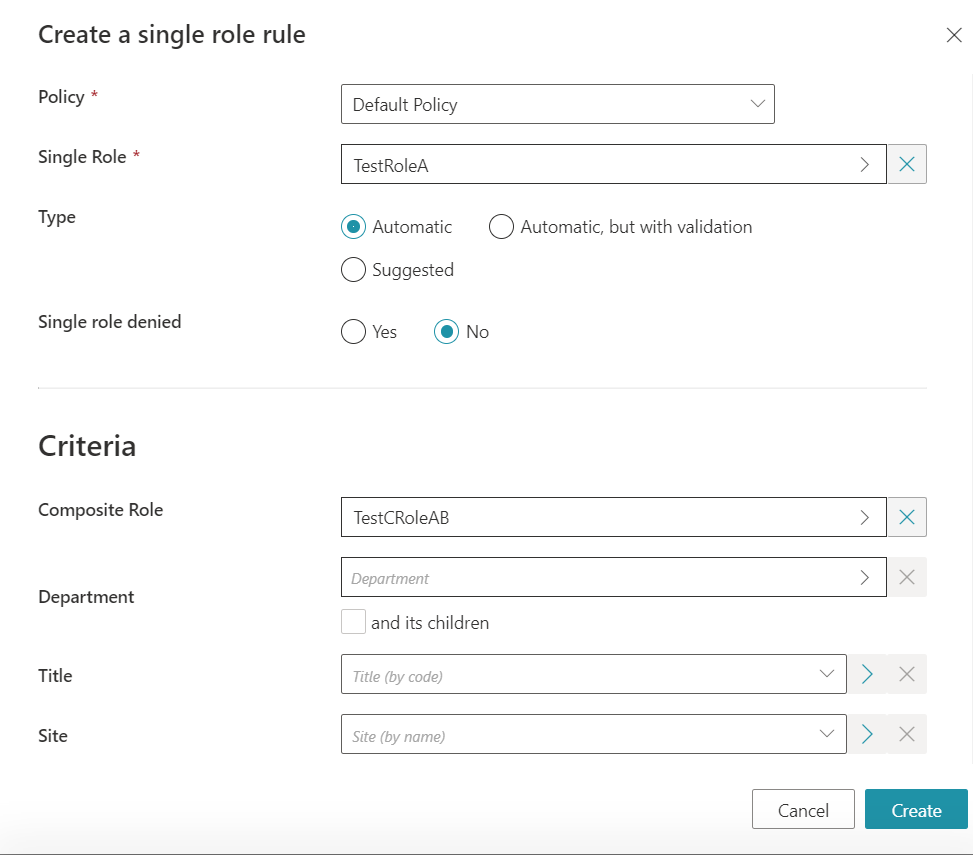 Create a single role rule
Policy *
Default Policy
Single Role *
TestRoleA
Type
Automatic
Automatic, but with validation
Suggested
Single role denied
Yes
No
Criteria
Composite Role
TestCRoleAB
Department
Department
and its children
Title
Title (by code)
Site
Site (by name)
Cancel
Create